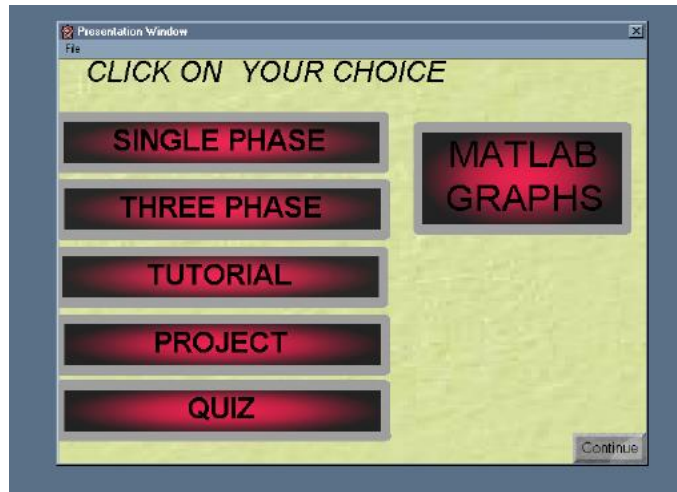 Presentation Window
File
CLICK ON YOUR CHOICE
SINGLE PHASE
THREE PHASE
TUTORIAL
PROJECT
QUIZ
MATLAB
GRAPHS
Continue